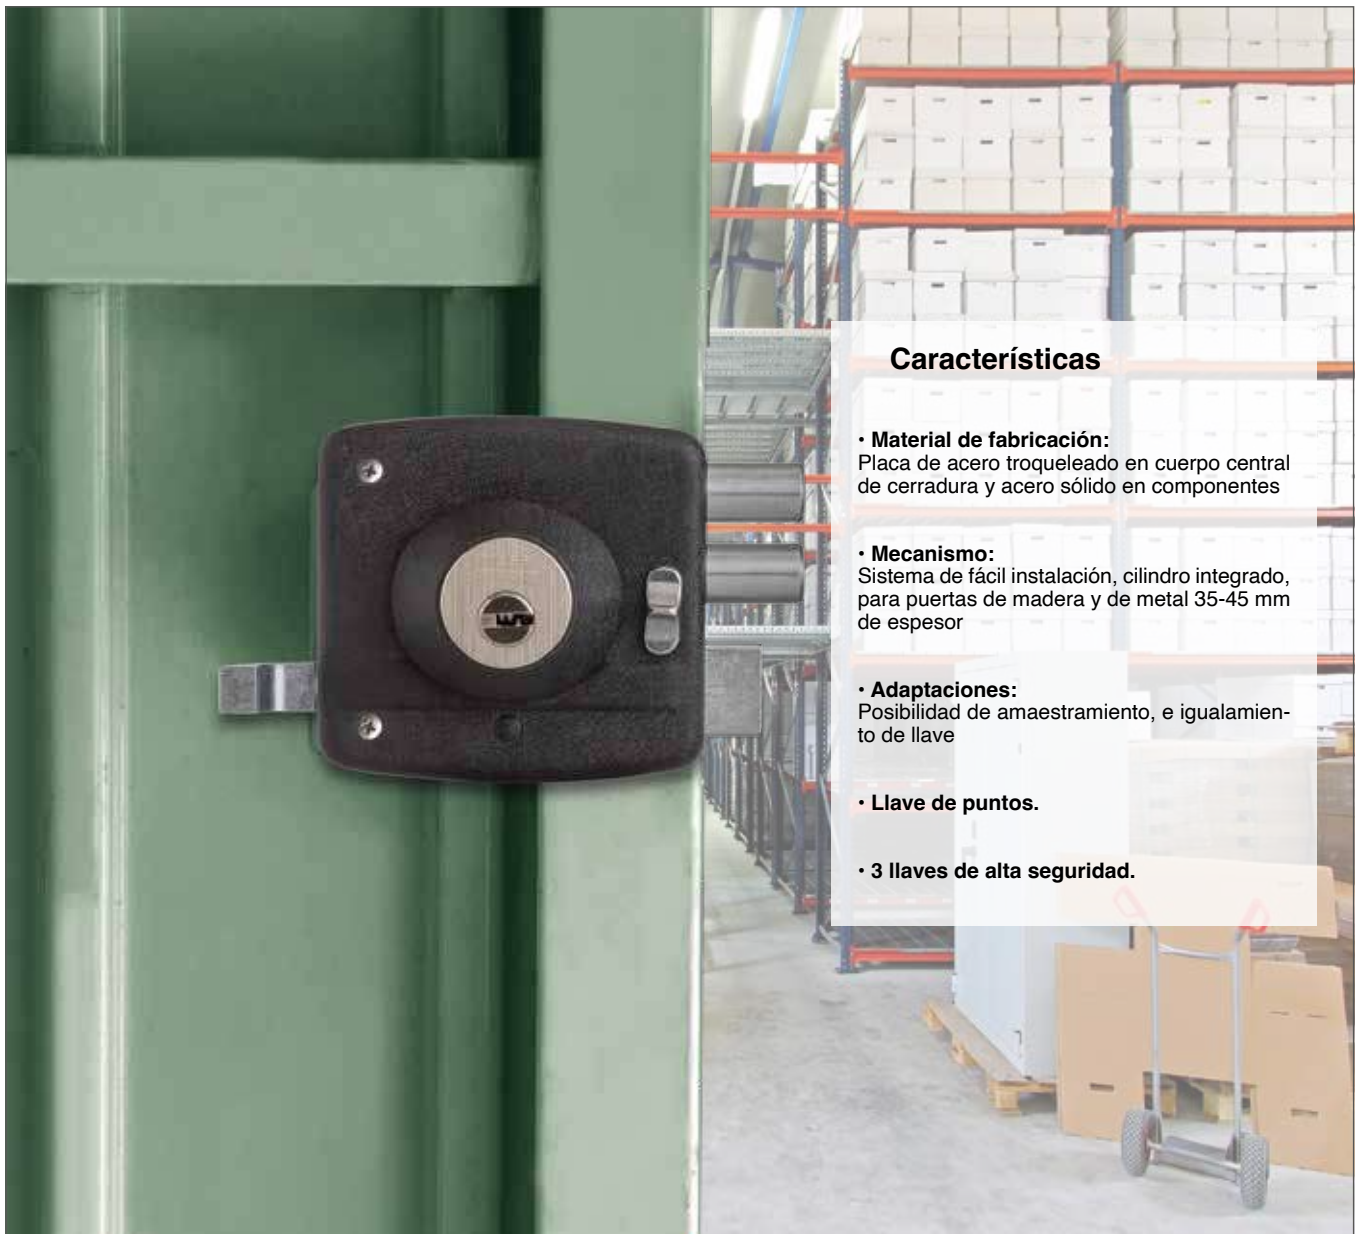 Características
• Material de fabricación:
Placa de acero troqueleado en cuerpo central
de cerradura y acero sólido en componentes
• Mecanismo:
Sistema de fácil instalación, cilindro integrado,
para puertas de madera y de metal 35-45 mm
de espesor
• Adaptaciones:
Posibilidad de amaestramiento, e igualamien-
to de llave
• Llave de puntos.
• 3 llaves de alta seguridad.